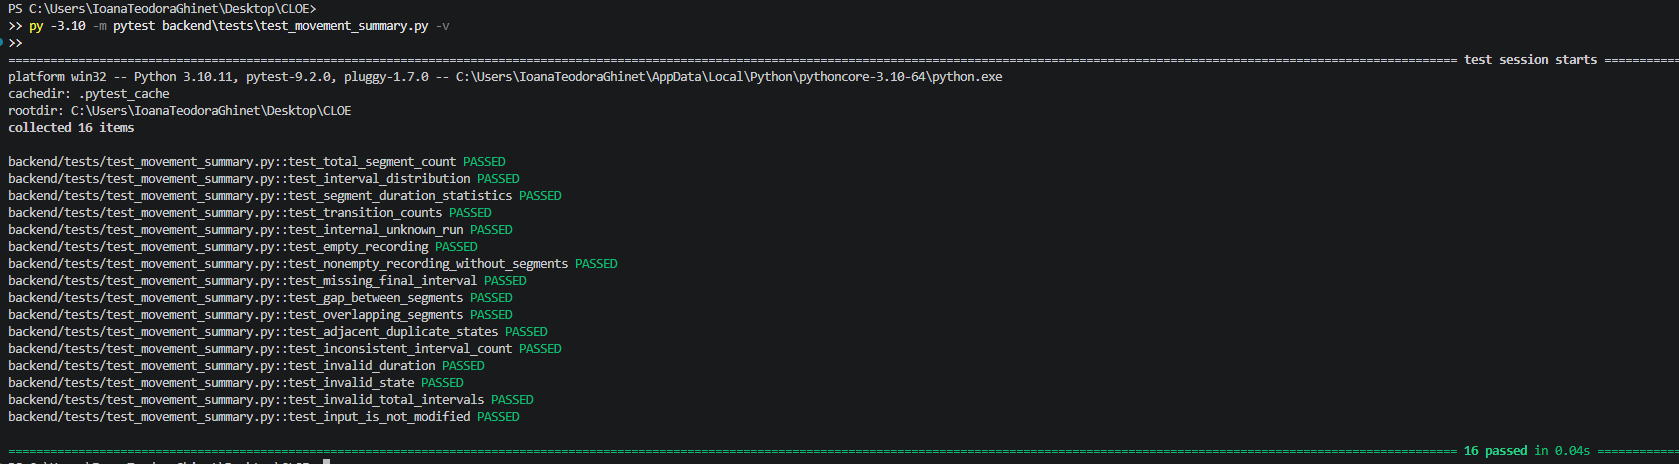 PS C:\Users\IoanaTeodoraGhinet\Desktop\CLOE>
>> py -3.10 -m pytest backend\tests\test_movement_summary.py -v
>>
test session starts
platform win32 -- Python 3.10.11, pytest-9.2.0, pluggy-1.7.0 -- C:\Users\IoanaTeodoraGhinet\AppData\Local\Python\pythoncore-3.10-64\python.exe
cachedir: .pytest_cache
rootdir: C:\Users\IoanaTeodoraGhinet\Desktop\CLOE
collected 16 items
backend/tests/test_movement_summary.py::test_total_segment_count PASSED
backend/tests/test_movement_summary.py::test_interval_distribution PASSED
backend/tests/test_movement_summary.py::test_segment_duration_statistics PASSED
backend/tests/test_movement_summary.py::test_transition_counts PASSED
backend/tests/test_movement_summary.py::test_internal_unknown_run PASSED
backend/tests/test_movement_summary.py::test_empty_recording PASSED
backend/tests/test_movement_summary.py::test_nonempty_recording_without_segments PASSED
backend/tests/test_movement_summary.py::test_missing_final_interval PASSED
backend/tests/test_movement_summary.py::test_gap_between_segments PASSED
backend/tests/test_movement_summary.py::test_overlapping_segments PASSED
backend/tests/test_movement_summary.py::test_adjacent_duplicate_states PASSED
backend/tests/test_movement_summary.py::test_inconsistent_interval_count PASSED
backend/tests/test_movement_summary.py::test_invalid_duration PASSED
backend/tests/test_movement_summary.py::test_invalid_state PASSED
backend/tests/test_movement_summary.py::test_invalid_total_intervals PASSED
backend/tests/test_movement_summary.py::test_input_is_not_modified PASSED
16 passed in 0.04s